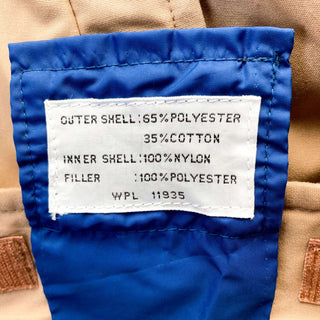 OUTER SHELL:65%POLYESTER
35%COTTON
INNER SHELL:100%NYLON
FILLER :100%POLYESTER
WPL 11935